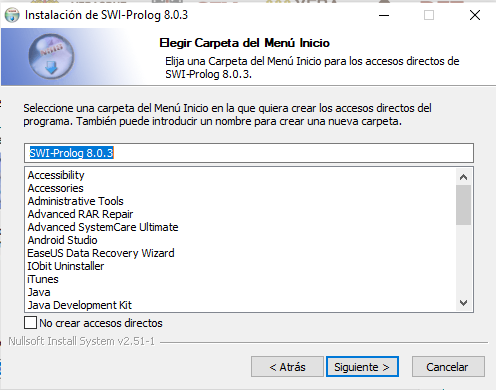 Instalación de SWI-Prolog 8.0.3
Elegir Carpeta del Menú Inicio
Elija una Carpeta del Menú Inicio para los accesos directos de
SWI-Prolog 8.0.3.
Seleccione una carpeta del Menú Inicio en la que quiera crear los accesos directos del
programa. También puede introducir un nombre para crear una nueva carpeta.
SWI-Prolog 8.0.3
Accessibility
Accessories
Administrative Tools
Advanced RAR Repair
Advanced SystemCare Ultimate
Android Studio
EaseUS Data Recovery Wizard
IObit Uninstaller
iTunes
Java
Java Development Kit
No crear accesos directos
Nullsoft Install System v2.51-1
< Atrás
Siguiente >
Cancelar